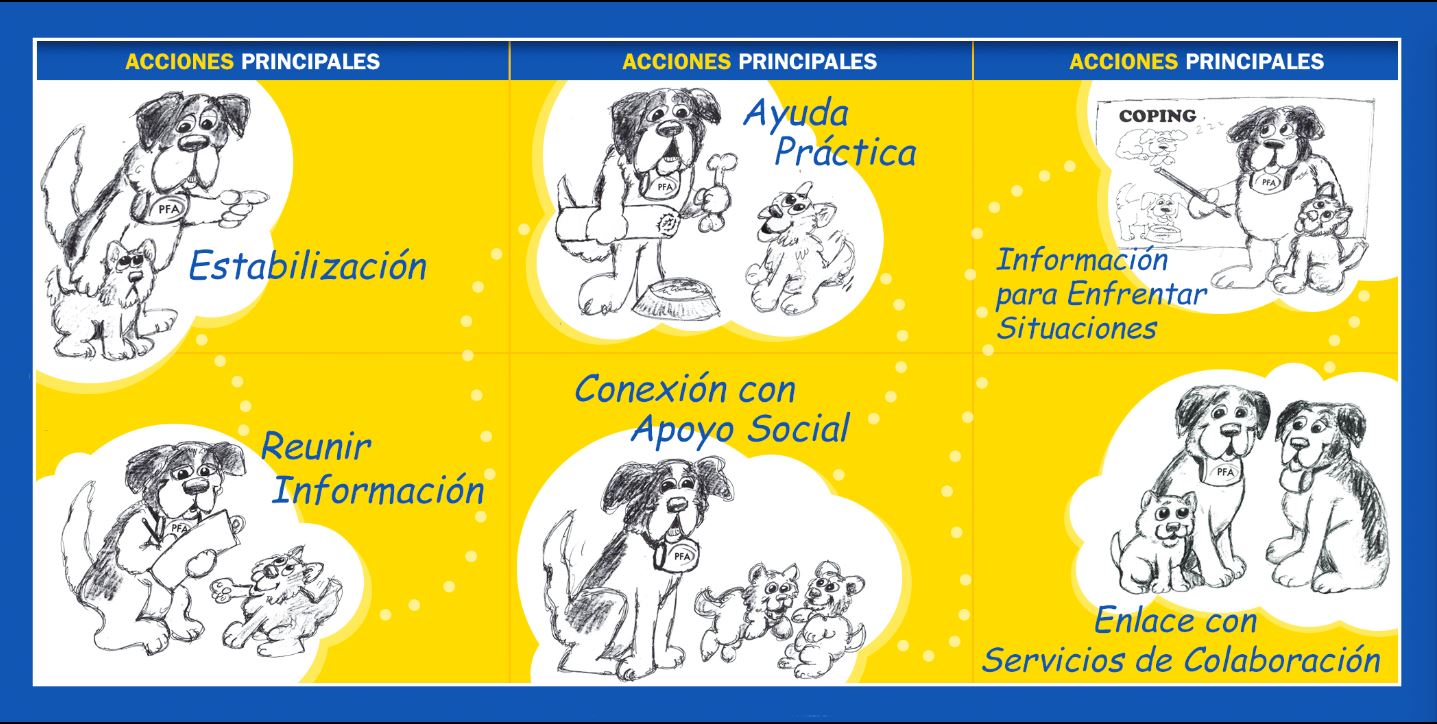 ACCIONES PRINCIPALES
PFA
Estabilización
Reunir
Información
PFA
ACCIONES PRINCIPALES
Ayuda
Práctica
PFA
Conexión con
Apoyo Social
PFA
ACCIONES PRINCIPALES
COPING
zzz
PFA
Información
para Enfrentar
Situaciones
PFA
Enlace con
Servicios de Colaboración